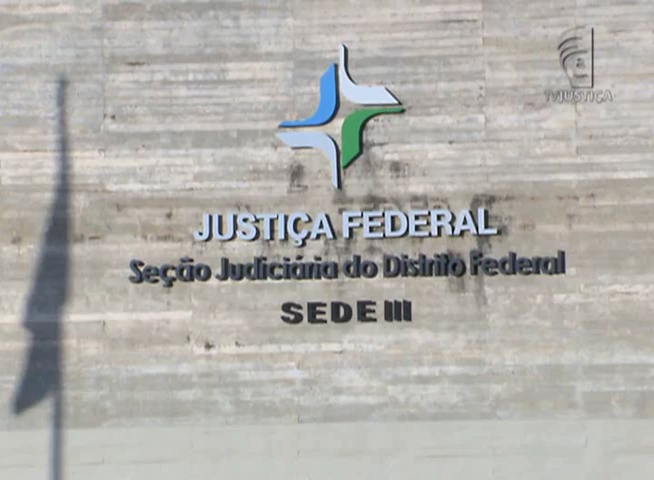 TVJUSTIÇA
JUSTIÇA FEDERAL
Seção Judiciária do Distrito Federal
SEDE III